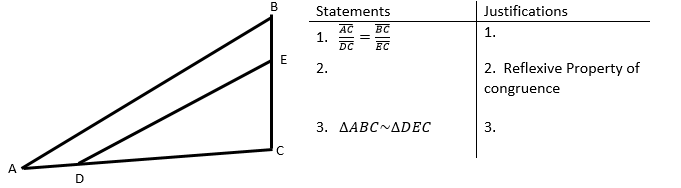 B
Statements Justifications
1. AC/DC = BC/EC 1.
E
2. 2. Reflexive Property of
congruence
3. ΔABC~ΔDEC 3.
C
A
D